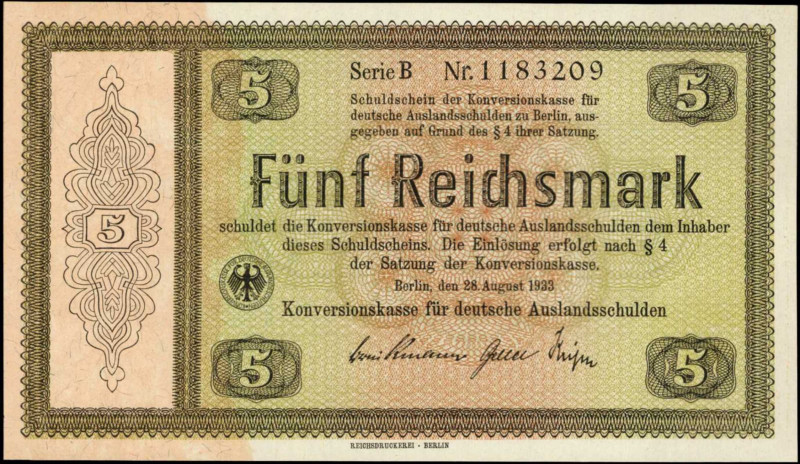 5 Serie B Nr. 1183209 5
Schuldschein der Konversionskasse für
deutsche Auslandsschulden zu Berlin, aus-
gegeben auf Grund des § 4 ihrer Satzung.
Fünf Reichsmark
5
schuldet die Konversionskasse für deutsche Auslandsschulden dem Inhaber
dieses Schuldscheins. Die Einlösung erfolgt nach § 4
der Satzung der Konversionskasse.
Berlin, den 28. August 1933
Konversionskasse für deutsche Auslandsschulden
5 5
REICHSDRUCKEREI - BERLIN